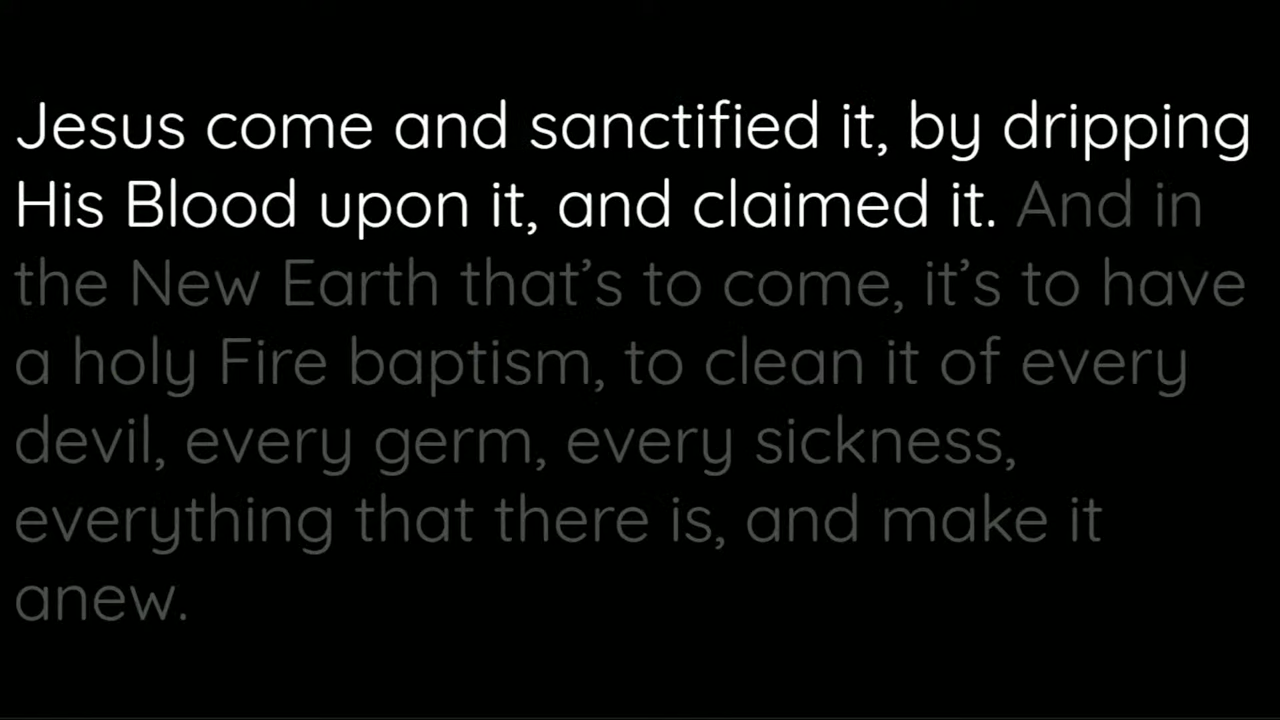 Jesus come and sanctified it, by dripping
His Blood upon it, and claimed it. And in
the New Earth that’s to come, it’s to have
a holy Fire baptism, to clean it of every
devil, every germ, every sickness,
everything that there is, and make it
anew.